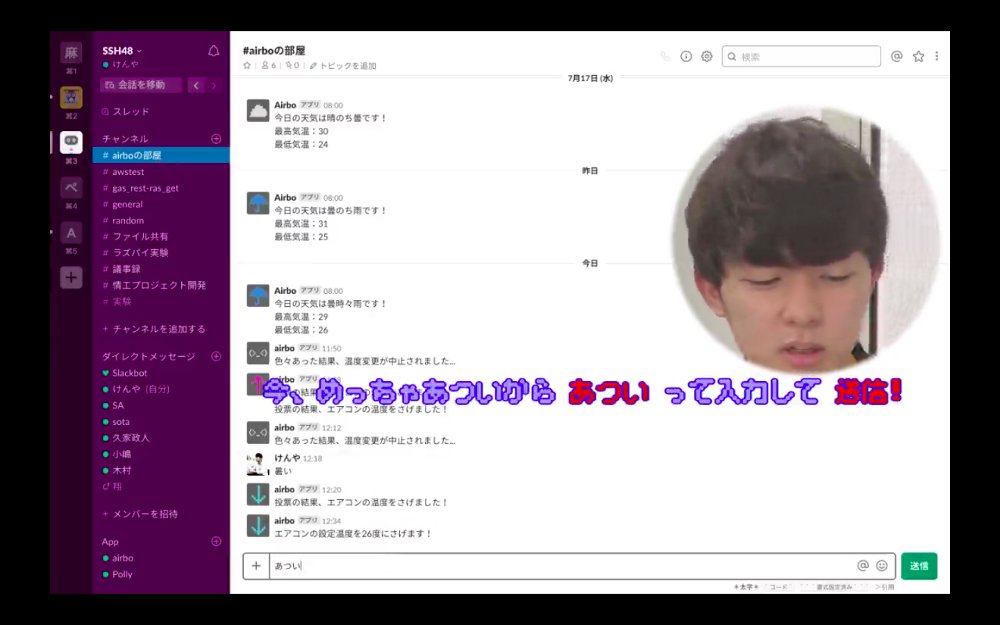 麻
⌘1
⌘2
⌘3
ペ
⌘4
A
⌘5
+
SSH48
けんや
会話を移動
スレッド
チャンネル
# airboの部屋
# awstest
# gas_rest-ras_get
# general
# random
# ファイル共有
# ラズパイ実験
# 議事録
# 情工プロジェクト開発
# 実験
+ チャンネルを追加する
ダイレクトメッセージ
Slackbot
けんや (自分)
SA
sota
久家政人
小嶋
木村
翔
+ メンバーを招待
App
airbo
Polly
#airboの部屋
6 | 0 | トピックを追加
検索
7月17日 (水)
Airbo アプリ 08:00
今日の天気は晴のち曇です！
最高気温：30
最低気温：24
昨日
Airbo アプリ 08:00
今日の天気は曇のち雨です！
最高気温：31
最低気温：25
今日
Airbo アプリ 08:00
今日の天気は曇時々雨です！
最高気温：29
最低気温：26
airbo アプリ 11:50
色々あった結果、温度変更が中止されました...
airbo アプリ
今、めっちゃあついから あつい って入力して 送信!
投票の結果、エアコンの温度をさげました！
airbo アプリ 12:12
色々あった結果、温度変更が中止されました...
けんや 12:18
暑い
airbo アプリ 12:20
投票の結果、エアコンの温度をさげました！
airbo アプリ 12:34
エアコンの設定温度を26度にさげます！
+ あつい
送信
*太字* `コード` ```書式設定済み``` >引用